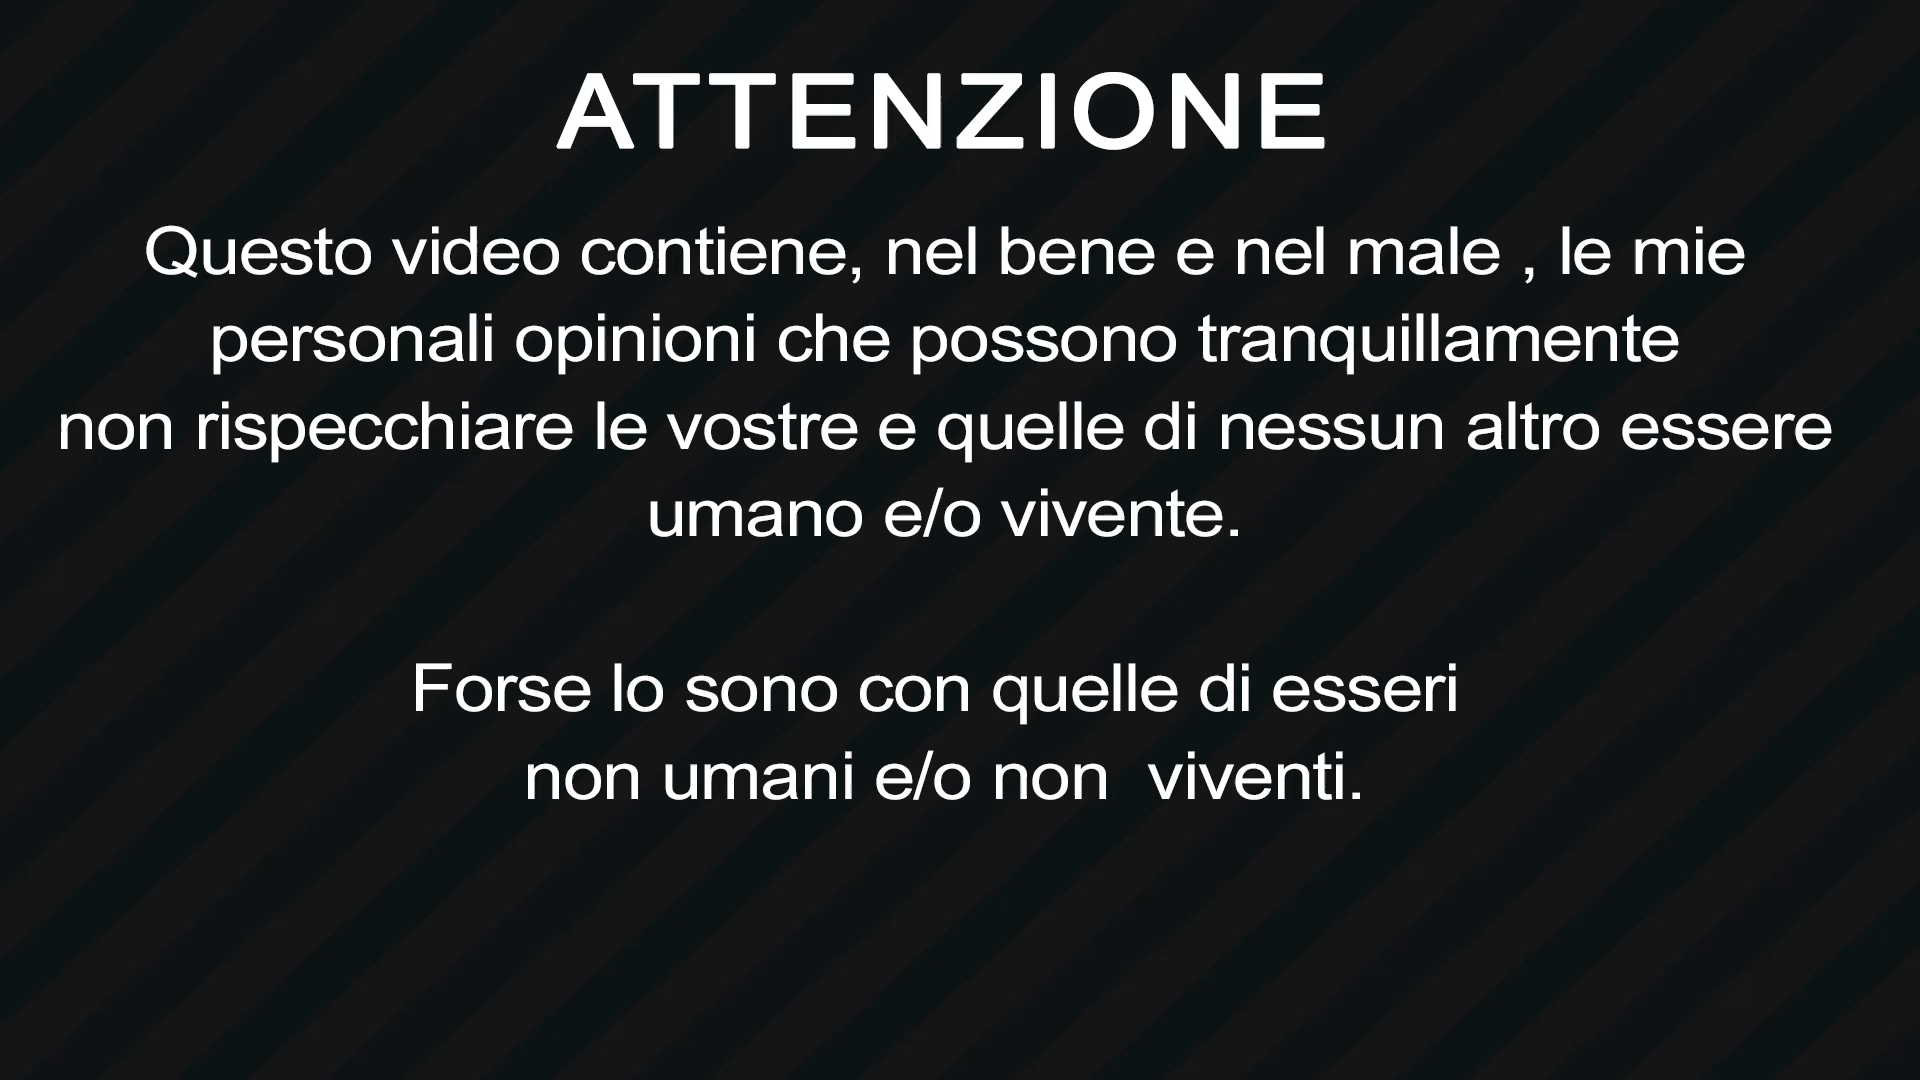 ATTENZIONE
Questo video contiene, nel bene e nel male , le mie
personali opinioni che possono tranquillamente
non rispecchiare le vostre e quelle di nessun altro essere
umano e/o vivente.
Forse lo sono con quelle di esseri
non umani e/o non  viventi.